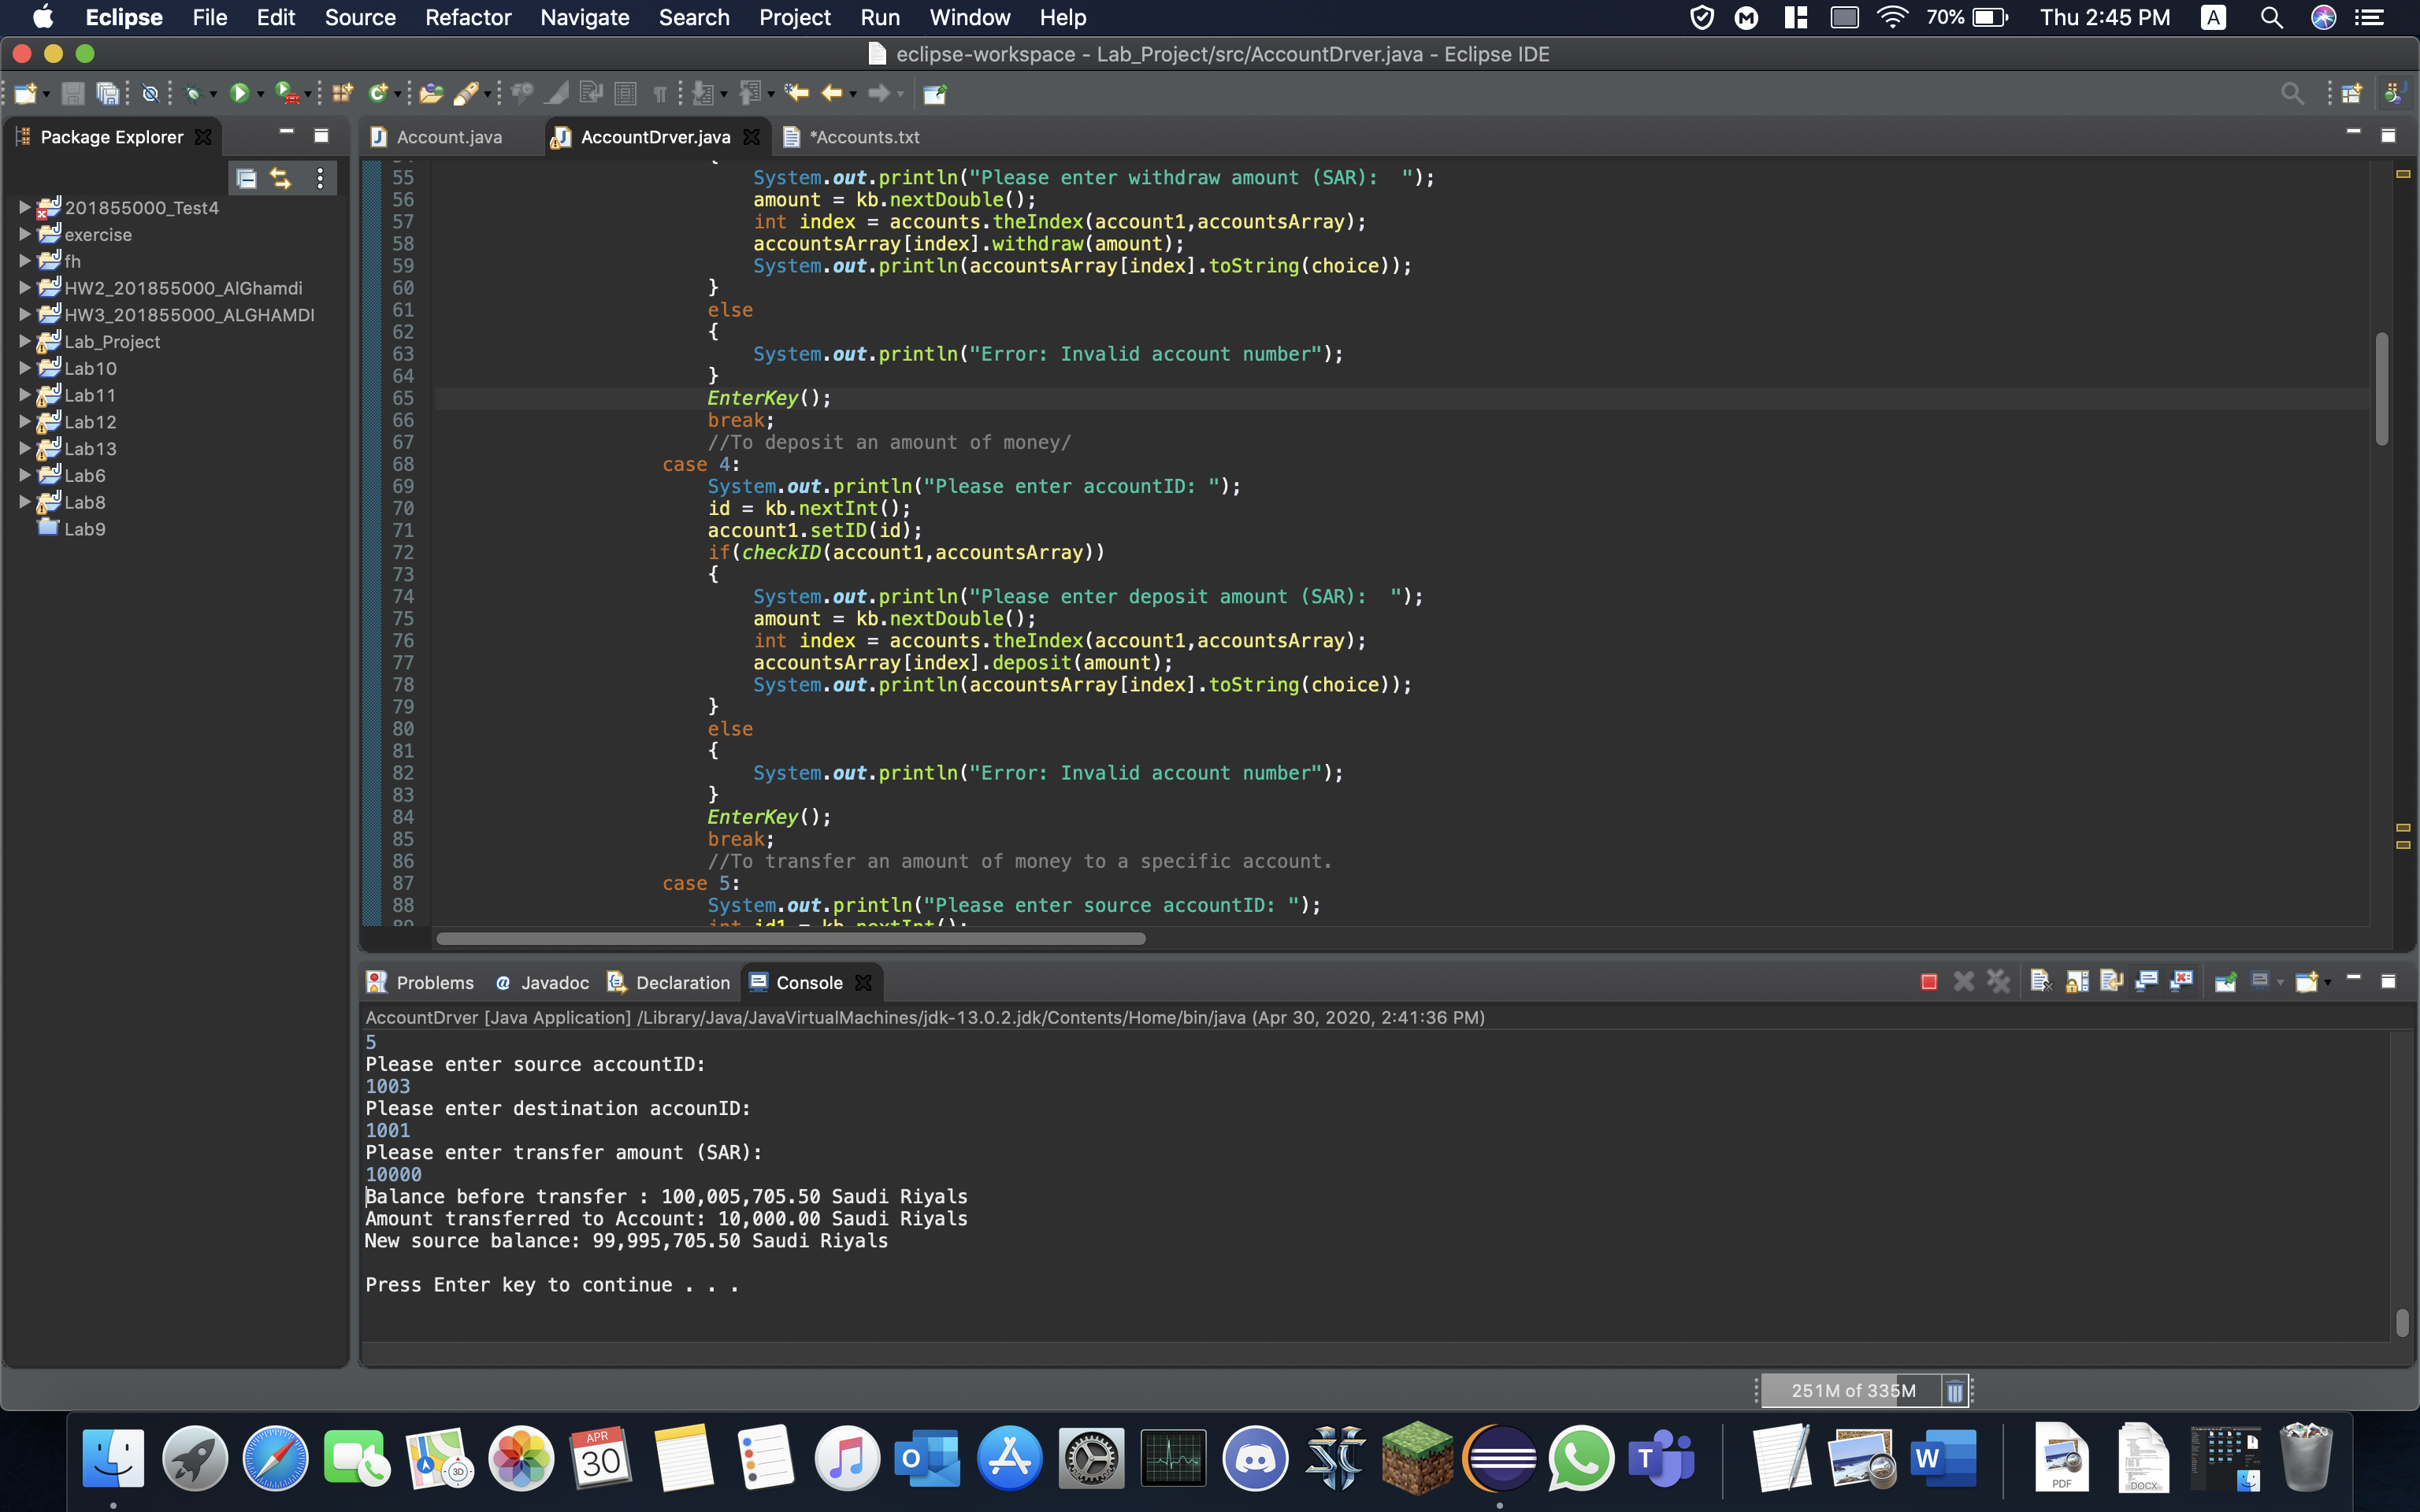 Eclipse File Edit Source Refactor Navigate Search Project Run Window Help 70% Thu 2:45 PM A
eclipse-workspace - Lab_Project/src/AccountDrver.java - Eclipse IDE
Package Explorer
201855000_Test4
exercise
fh
HW2_201855000_AlGhamdi
HW3_201855000_ALGHAMDI
Lab_Project
Lab10
Lab11
Lab12
Lab13
Lab6
Lab8
Lab9
Account.java AccountDrver.java *Accounts.txt
55 System.out.println("Please enter withdraw amount (SAR):  ");
56 amount = kb.nextDouble();
57 int index = accounts.theIndex(account1,accountsArray);
58 accountsArray[index].withdraw(amount);
59 System.out.println(accountsArray[index].toString(choice));
60 }
61 else
62 {
63 System.out.println("Error: Invalid account number");
64 }
65 EnterKey();
66 break;
67 //To deposit an amount of money/
68 case 4:
69 System.out.println("Please enter accountID: ");
70 id = kb.nextInt();
71 account1.setID(id);
72 if(checkID(account1,accountsArray))
73 {
74 System.out.println("Please enter deposit amount (SAR):  ");
75 amount = kb.nextDouble();
76 int index = accounts.theIndex(account1,accountsArray);
77 accountsArray[index].deposit(amount);
78 System.out.println(accountsArray[index].toString(choice));
79 }
80 else
81 {
82 System.out.println("Error: Invalid account number");
83 }
84 EnterKey();
85 break;
86 //To transfer an amount of money to a specific account.
87 case 5:
88 System.out.println("Please enter source accountID: ");
89 int id1 = kb.nextInt();
Problems Javadoc Declaration Console
AccountDrver [Java Application] /Library/Java/JavaVirtualMachines/jdk-13.0.2.jdk/Contents/Home/bin/java (Apr 30, 2020, 2:41:36 PM)
5
Please enter source accountID:
1003
Please enter destination accounID:
1001
Please enter transfer amount (SAR):
10000
Balance before transfer : 100,005,705.50 Saudi Riyals
Amount transferred to Account: 10,000.00 Saudi Riyals
New source balance: 99,995,705.50 Saudi Riyals
Press Enter key to continue . . .
251M of 335M
APR
30
3D
PDF
DOCX